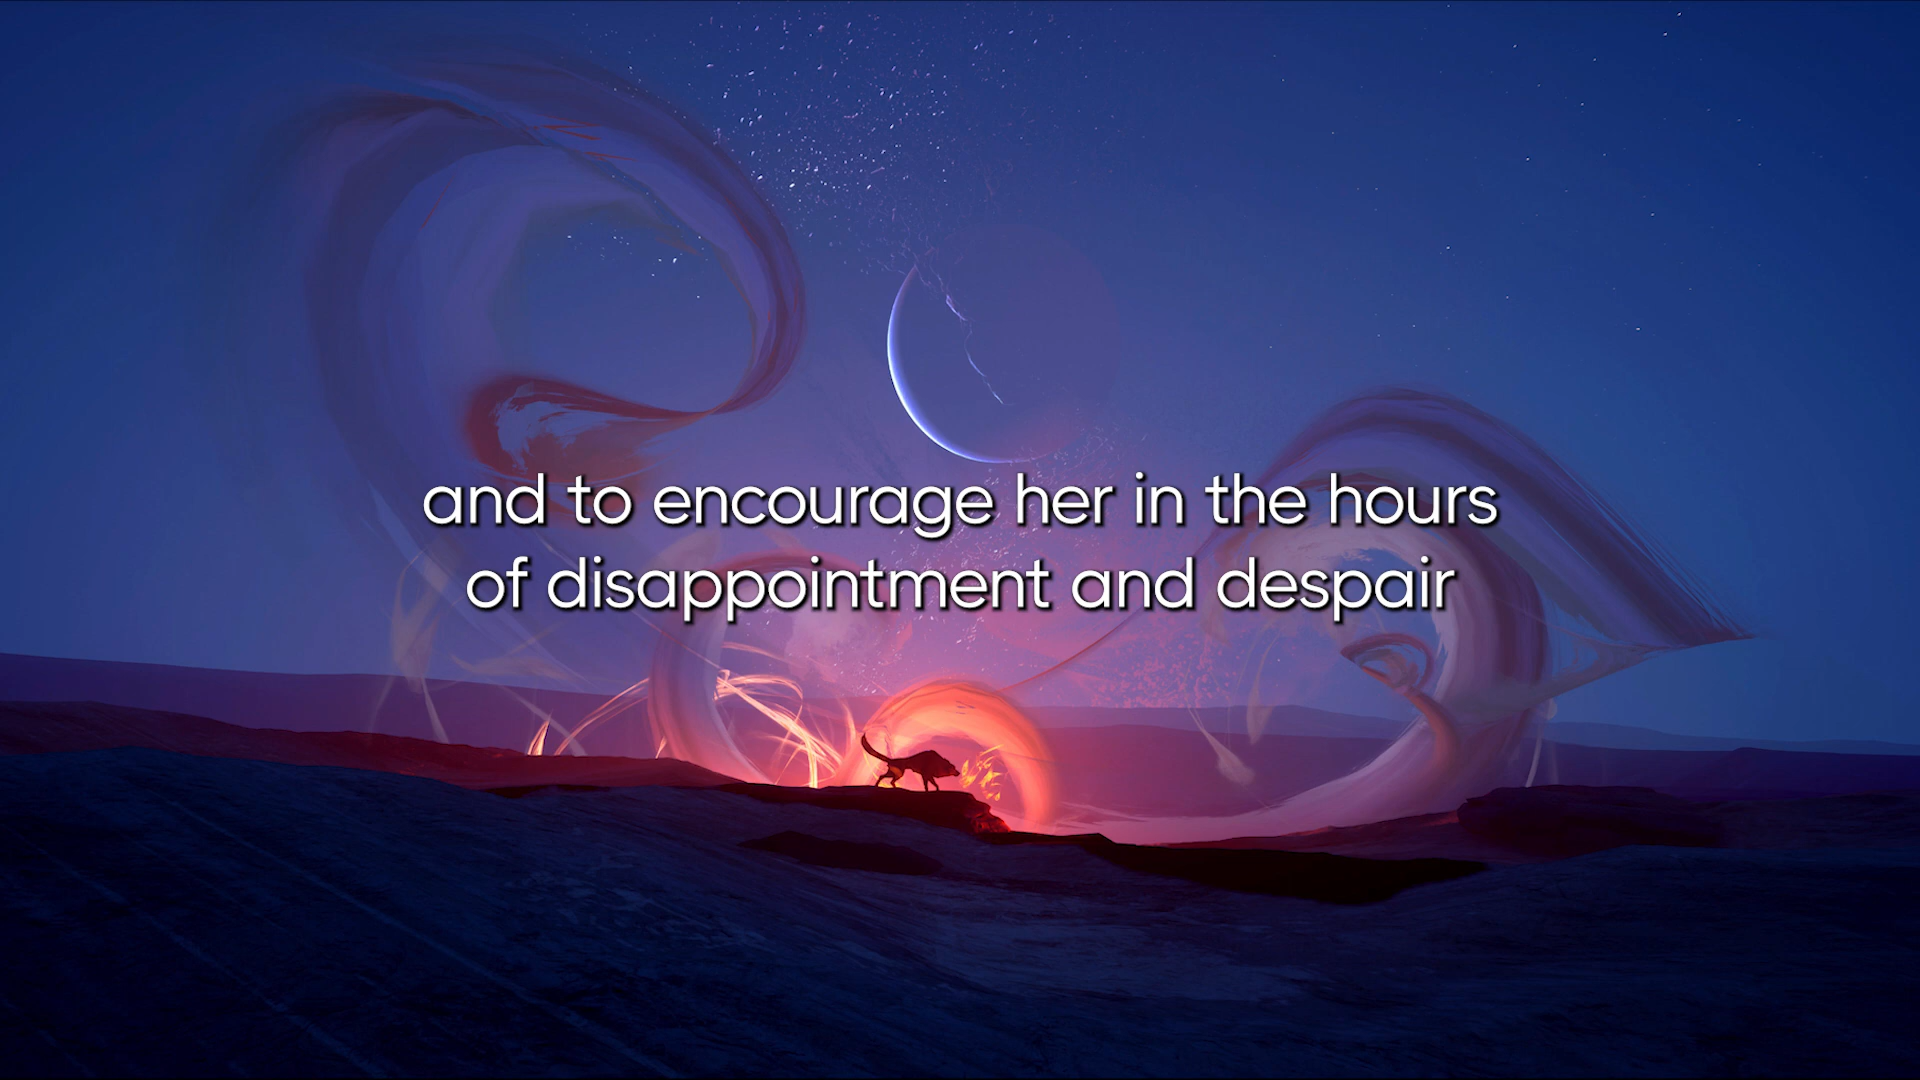 and to encourage her in the hours
of disappointment and despair